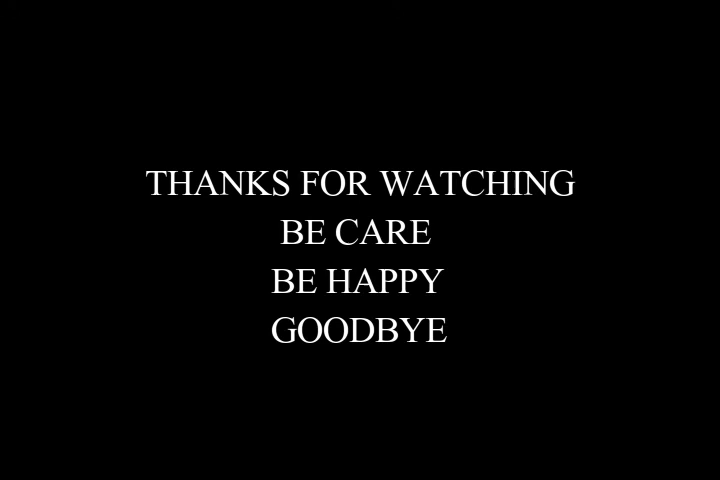 THANKS FOR WATCHING
BE CARE
BE HAPPY
GOODBYE